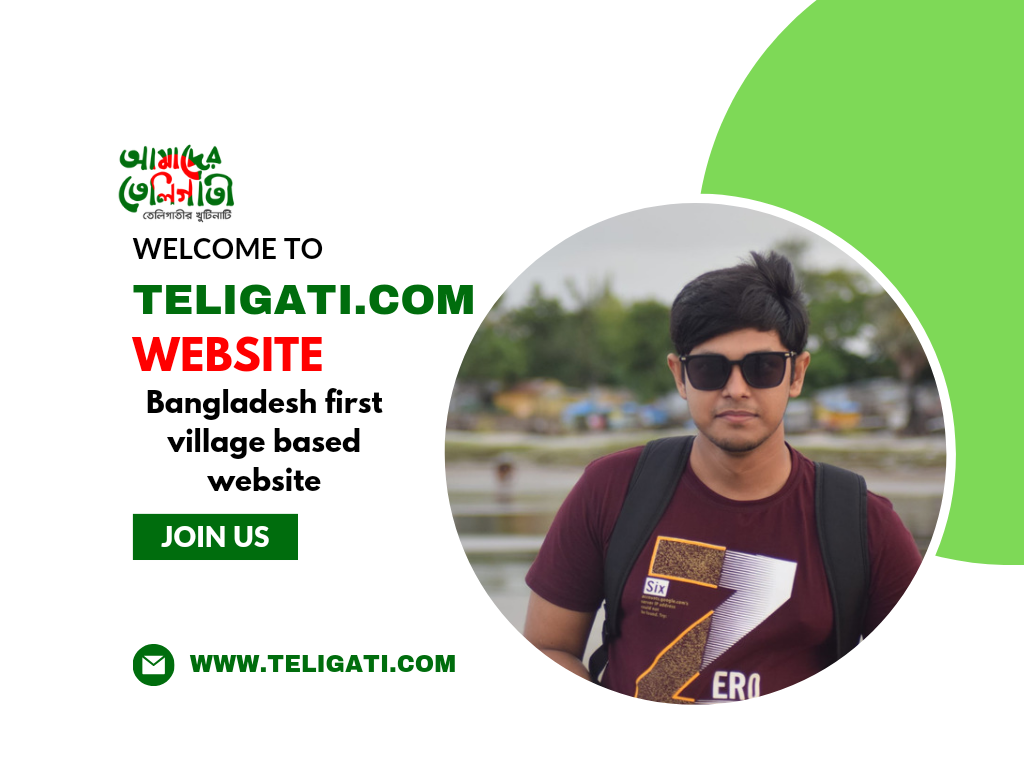 আমাদের
তেলিগাতী
তেলিগাতীর খুটিনাটি
WELCOME TO
TELIGATI.COM
WEBSITE
Bangladesh first
village based
website
JOIN US
WWW.TELIGATI.COM
Six
ERO